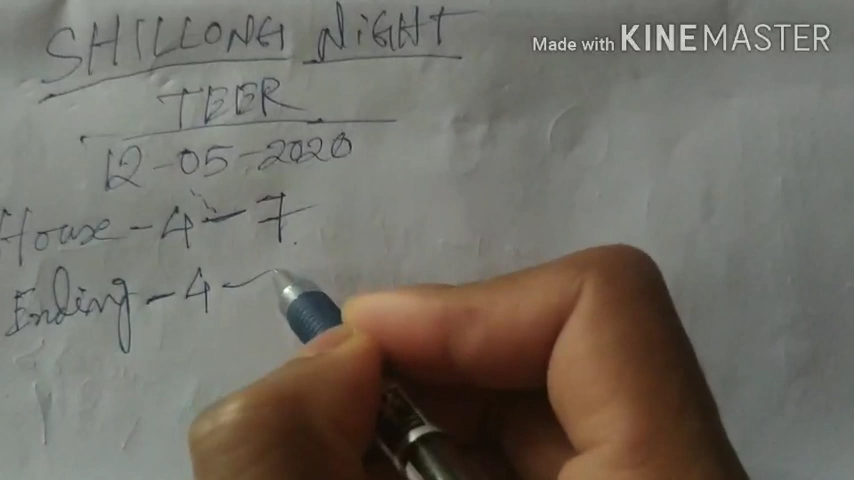 SHILLONG NIGHT
Made with KINEMASTER
TEER
12-05-2020
House - 4 - 7
Ending - 4 -